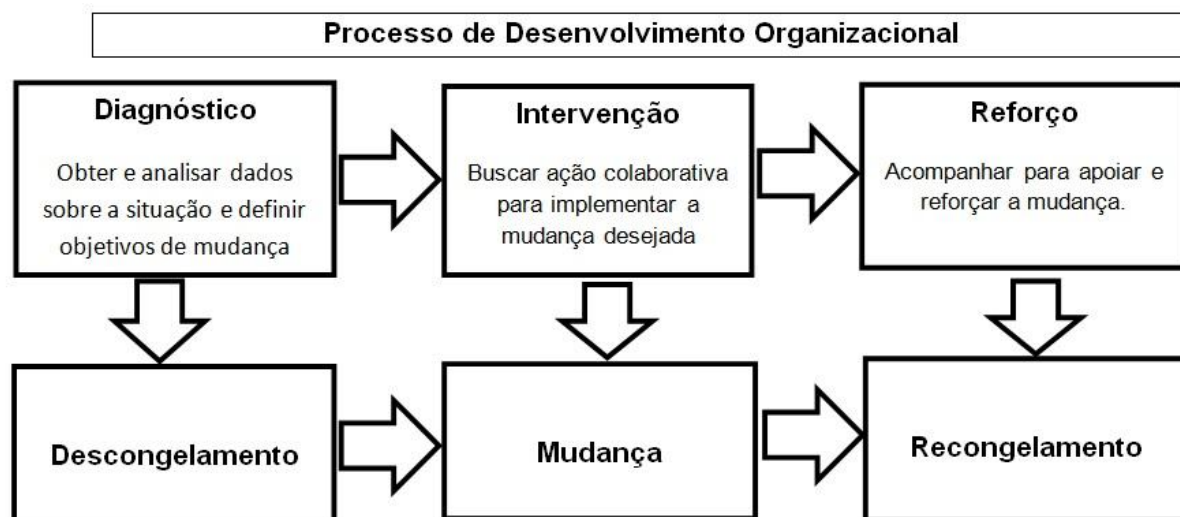 Processo de Desenvolvimento Organizacional
Diagnóstico
Obter e analisar dados
sobre a situação e definir
objetivos de mudança
Intervenção
Buscar ação colaborativa
para implementar a
mudança desejada
Reforço
Acompanhar para apoiar e
reforçar a mudança.
Descongelamento
Mudança
Recongelamento